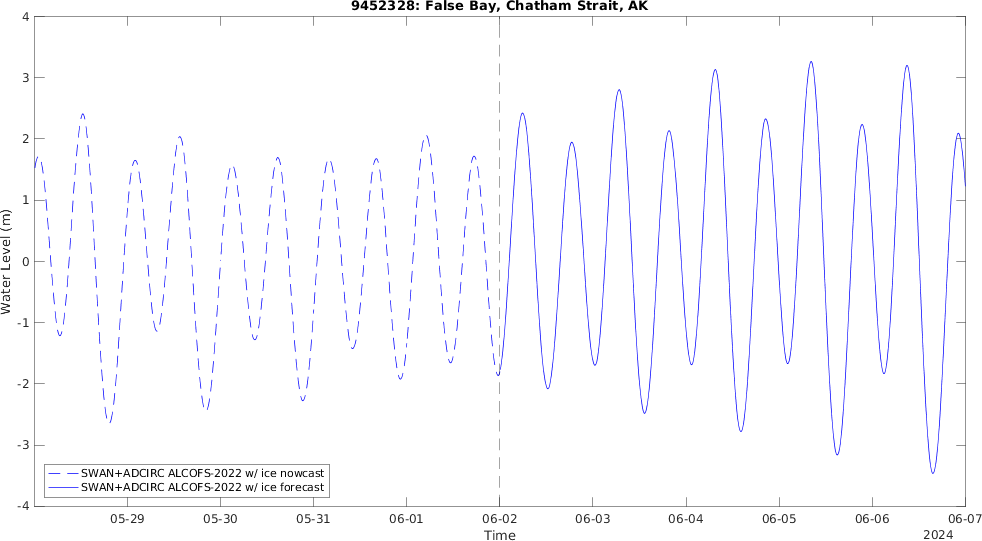 9452328: False Bay, Chatham Strait, AK
4
3
2
1
0
-1
-2
-3
-4
Water Level (m)
SWAN+ADCIRC ALCOFS-2022 w/ ice nowcast
SWAN+ADCIRC ALCOFS-2022 w/ ice forecast
05-29 05-30 05-31 06-01 06-02 06-03 06-04 06-05 06-06 06-07
Time
2024